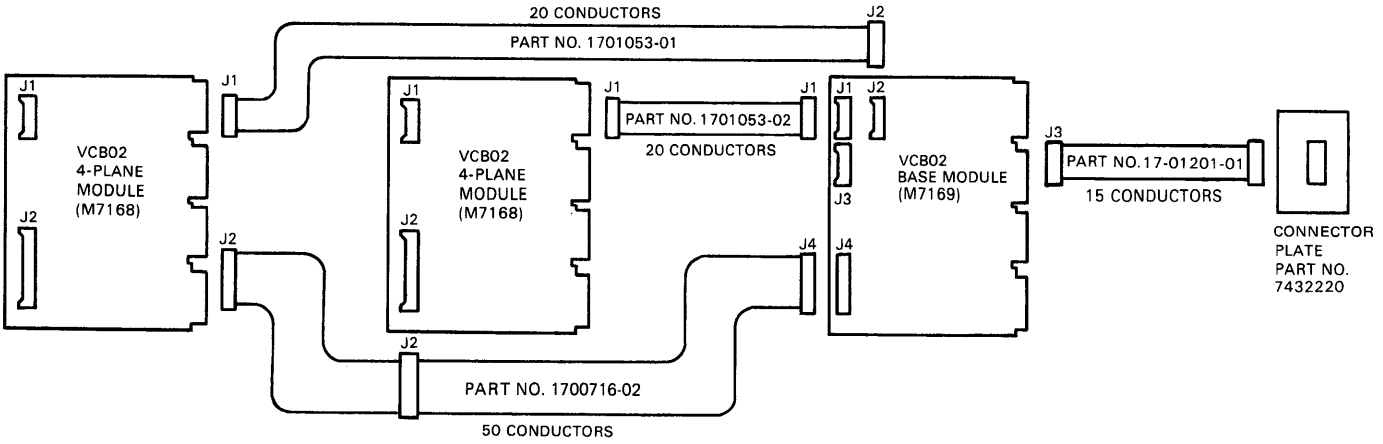 20 CONDUCTORS
J2
PART NO. 1701053-01
J1
J1
VCB02
4-PLANE
MODULE
(M7168)
J2
J2
J1
VCB02
4-PLANE
MODULE
(M7168)
J2
J1
PART NO. 1701053-02
J1
20 CONDUCTORS
J1
J2
VCB02
BASE MODULE
(M7169)
J3
J4
J4
J3
PART NO. 17-01201-01
15 CONDUCTORS
CONNECTOR
PLATE
PART NO.
7432220
J2
PART NO. 1700716-02
50 CONDUCTORS